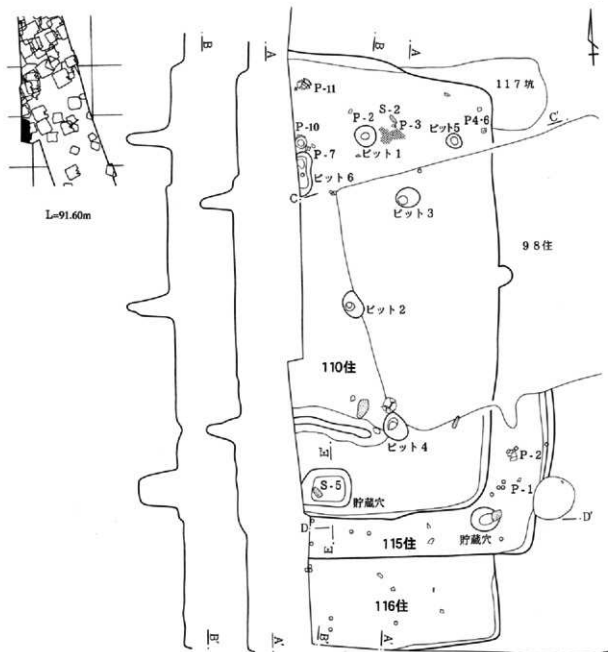 B
A
B
A
P-11
117坑
S-2
P-2
P-3
P4·6
C'
P-10
ピット5
P-7
ピット1
ピット6
C
ピット3
L=91.60m
98住
ピット2
110住
ピット4
E
P-2
S-5
P-1
貯蔵穴
D
D'
E'
115住
貯蔵穴
116住
B'
A'
B'
A'